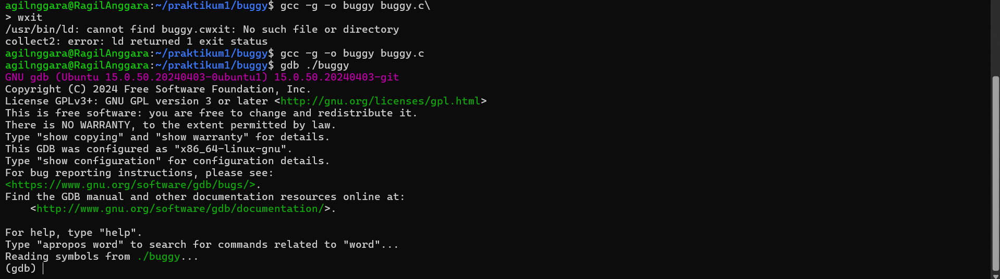 agilnggara@RagilAnggara:~/praktikum1/buggy$ gcc -g -o buggy buggy.c\
> wxit
/usr/bin/ld: cannot find buggy.cwxit: No such file or directory
collect2: error: ld returned 1 exit status
agilnggara@RagilAnggara:~/praktikum1/buggy$ gcc -g -o buggy buggy.c
agilnggara@RagilAnggara:~/praktikum1/buggy$ gdb ./buggy
GNU gdb (Ubuntu 15.0.50.20240403-0ubuntu1) 15.0.50.20240403-git
Copyright (C) 2024 Free Software Foundation, Inc.
License GPLv3+: GNU GPL version 3 or later <http://gnu.org/licenses/gpl.html>
This is free software: you are free to change and redistribute it.
There is NO WARRANTY, to the extent permitted by law.
Type "show copying" and "show warranty" for details.
This GDB was configured as "x86_64-linux-gnu".
Type "show configuration" for configuration details.
For bug reporting instructions, please see:
<https://www.gnu.org/software/gdb/bugs/>.
Find the GDB manual and other documentation resources online at:
    <http://www.gnu.org/software/gdb/documentation/>.

For help, type "help".
Type "apropos word" to search for commands related to "word"...
Reading symbols from ./buggy...
(gdb)